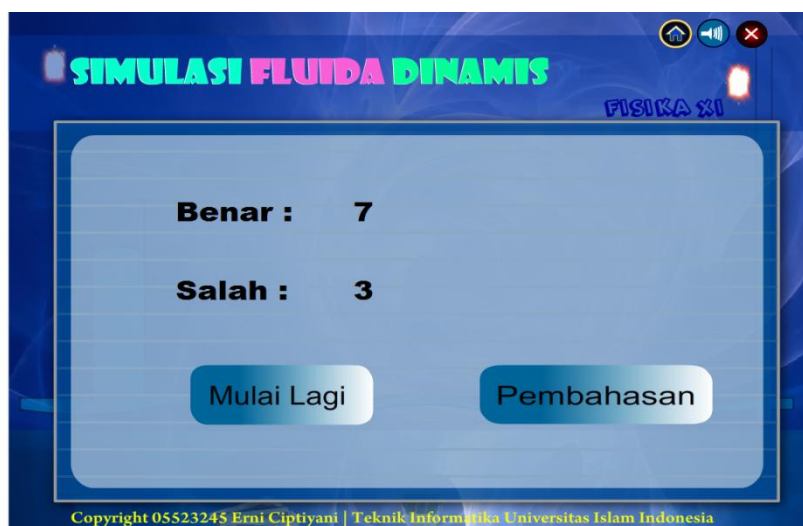 SIMULASI FLUIDA DINAMIS
FISIKA XI
Benar : 7
Salah : 3
Mulai Lagi
Pembahasan
Copyright 05523245 Erni Ciptiyani | Teknik Informatika Universitas Islam Indonesia